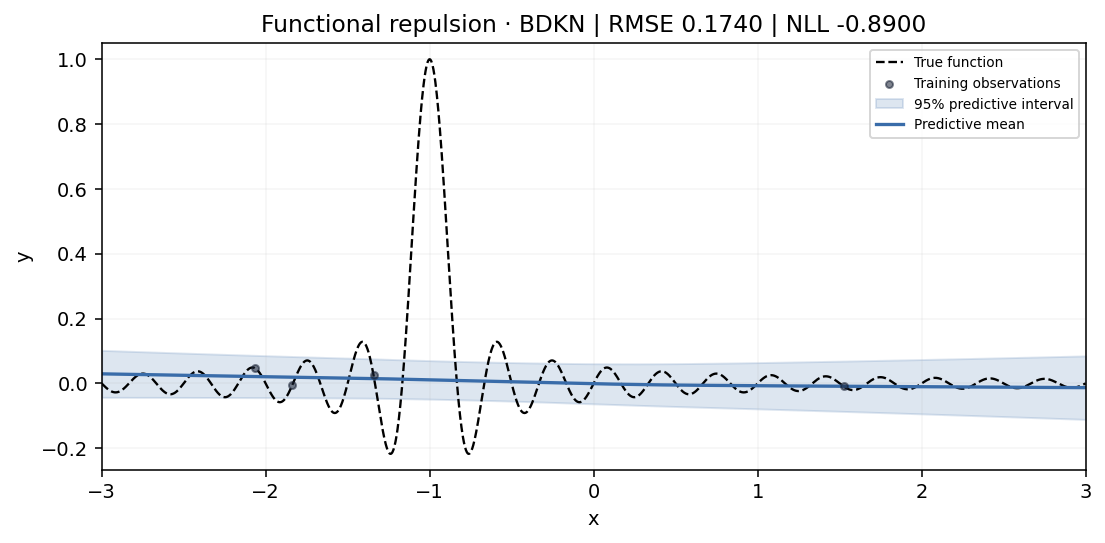 Functional repulsion · BDKN | RMSE 0.1740 | NLL -0.8900
True function
Training observations
95% predictive interval
Predictive mean
y
1.0
0.8
0.6
0.4
0.2
0.0
−0.2
−3 −2 −1 0 1 2 3
x